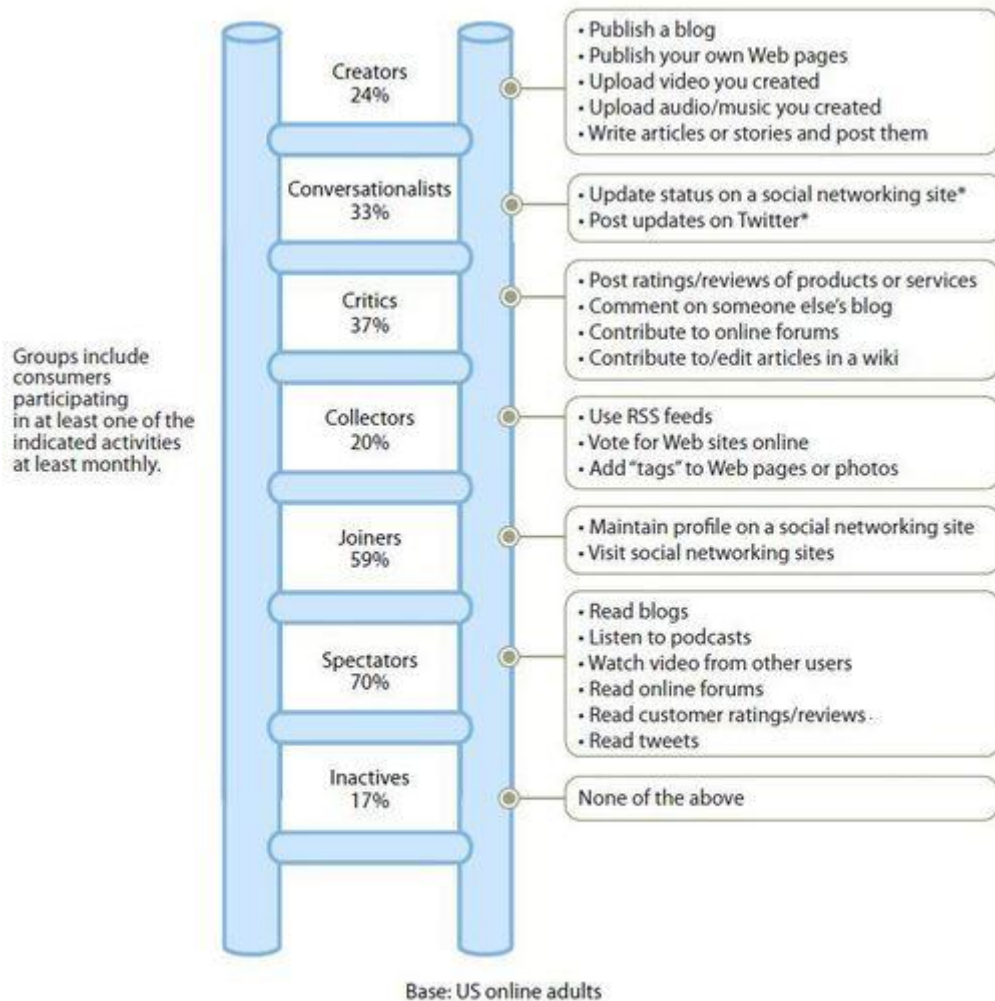 Creators
24%
• Publish a blog
• Publish your own Web pages
• Upload video you created
• Upload audio/music you created
• Write articles or stories and post them
Conversationalists
33%
• Update status on a social networking site*
• Post updates on Twitter*
Critics
37%
• Post ratings/reviews of products or services
• Comment on someone else's blog
• Contribute to online forums
• Contribute to/edit articles in a wiki
Groups include
consumers
participating
in at least one of the
indicated activities
at least monthly.
Collectors
20%
• Use RSS feeds
• Vote for Web sites online
• Add "tags" to Web pages or photos
Joiners
59%
• Maintain profile on a social networking site
• Visit social networking sites
Spectators
70%
• Read blogs
• Listen to podcasts
• Watch video from other users
• Read online forums
• Read customer ratings/reviews
• Read tweets
Inactives
17%
None of the above
Base: US online adults